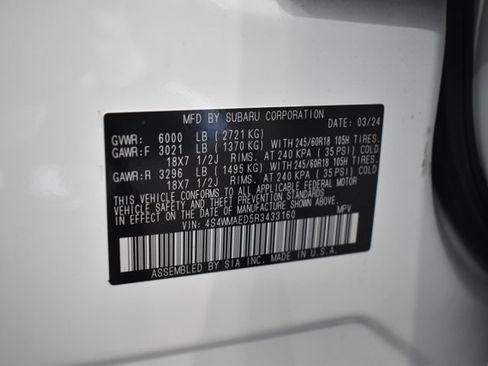 MFD BY SUBARU CORPORATION DATE: 03/24
GVWR: 6000 LB (2721 KG)
GAWR:F 3021 LB (1370 KG) WITH 245/60R18 105H TIRES.
18X7 1/2J RIMS. AT 240 KPA (35 PSI) COLD
GAWR:R 3296 LB (1495 KG) WITH 245/60R18 105H TIRES.
18X7 1/2J RIMS. AT 240 KPA (35 PSI) COLD
THIS VEHICLE CONFORMS TO ALL APPLICABLE FEDERAL MOTOR
VEHICLE SAFETY AND THEFT PREVENTION STANDARDS
IN EFFECT ON THE DATE OF MANUFACTURE SHOWN ABOVE.
VIN: 4S4WMAED5R3433160 MPV
ASSEMBLED BY SIA INC. MADE IN U.S.A.